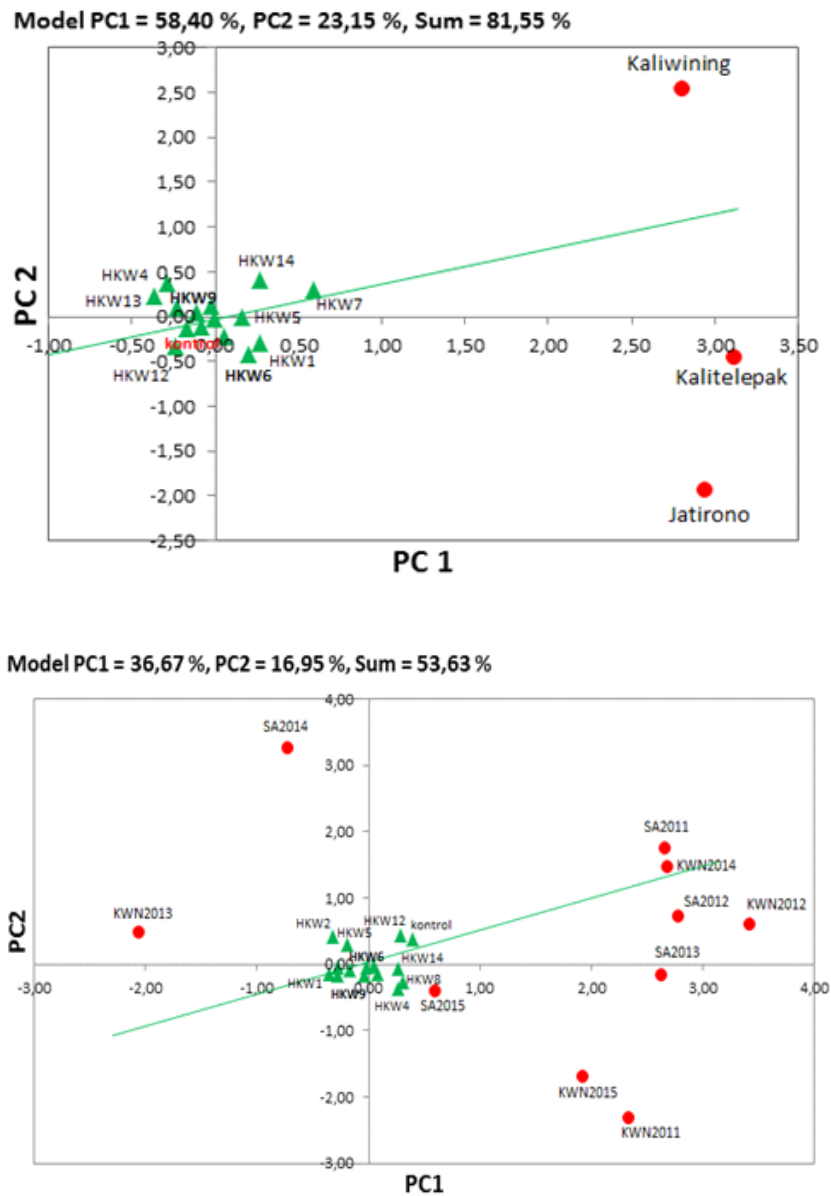 Model PC1 = 58,40 %, PC2 = 23,15 %, Sum = 81,55 %
3,00
Kaliwining
2,50
2,00
1,50
1,00
0,50
HKW4
HKW14
HKW13
HKW9
HKW7
0,00
HKW5
-1,00
-0,50
kontrol
0,00
0,50
1,00
1,50
2,00
2,50
3,00
3,50
HKW12
-0,50
HKW6
HKW1
Kalitelepak
-1,00
-1,50
-2,00
Jatirono
-2,50
PC 2
PC 1
Model PC1 = 36,67 %, PC2 = 16,95 %, Sum = 53,63 %
4,00
SA2014
3,00
2,00
SA2011
KWN2014
1,00
SA2012
KWN2012
KWN2013
HKW2
HKW12
kontrol
HKW5
HKW6
HKW14
SA2013
0,00
-3,00
-2,00
-1,00
0,00
1,00
2,00
3,00
4,00
HKW1
HKW9
HKW8
HKW4
SA2015
-1,00
KWN2015
-2,00
KWN2011
-3,00
PC2
PC1